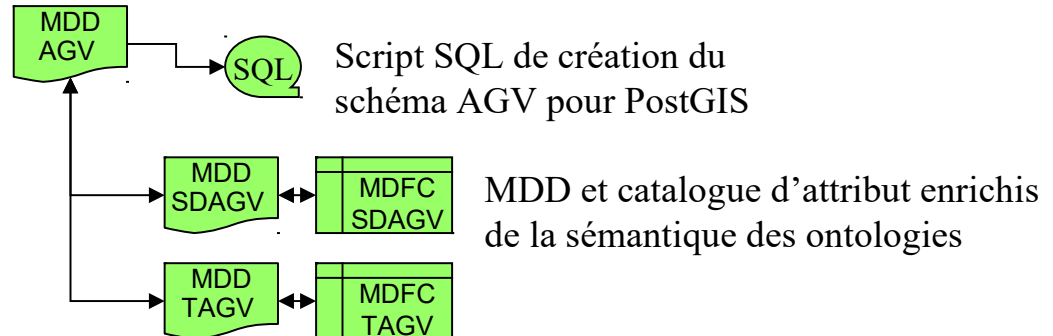 MDD
AGV
SQL
Script SQL de création du
schéma AGV pour PostGIS
MDD
SDAGV
MDFC
SDAGV
MDD et catalogue d’attribut enrichis
de la sémantique des ontologies
MDD
TAGV
MDFC
TAGV